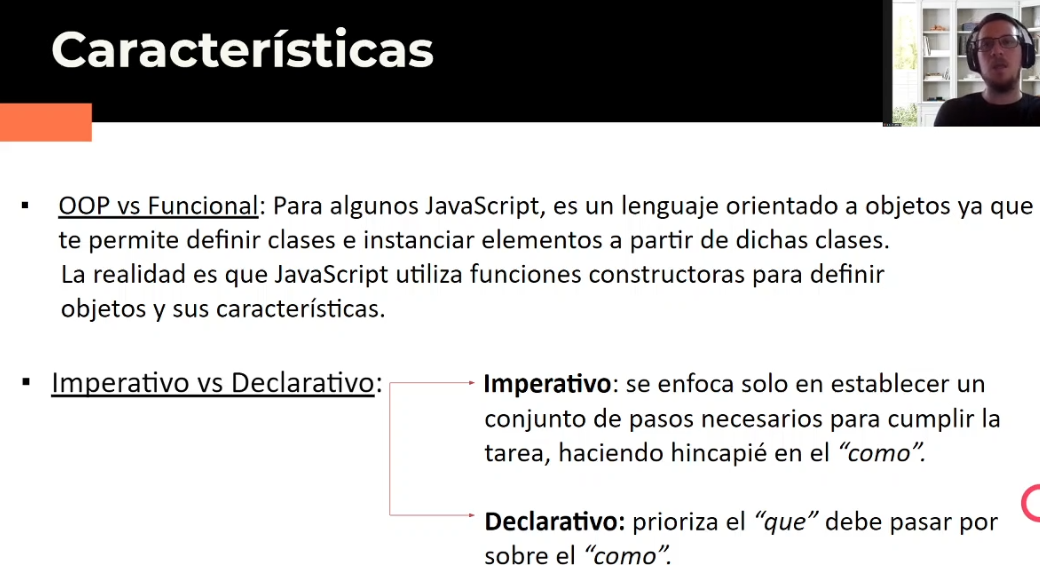 Características
▪ OOP vs Funcional: Para algunos JavaScript, es un lenguaje orientado a objetos ya que
te permite definir clases e instanciar elementos a partir de dichas clases.
La realidad es que JavaScript utiliza funciones constructoras para definir
objetos y sus características.
▪ Imperativo vs Declarativo:
Imperativo: se enfoca solo en establecer un
conjunto de pasos necesarios para cumplir la
tarea, haciendo hincapié en el “como”.
Declarativo: prioriza el “que” debe pasar por
sobre el “como”.